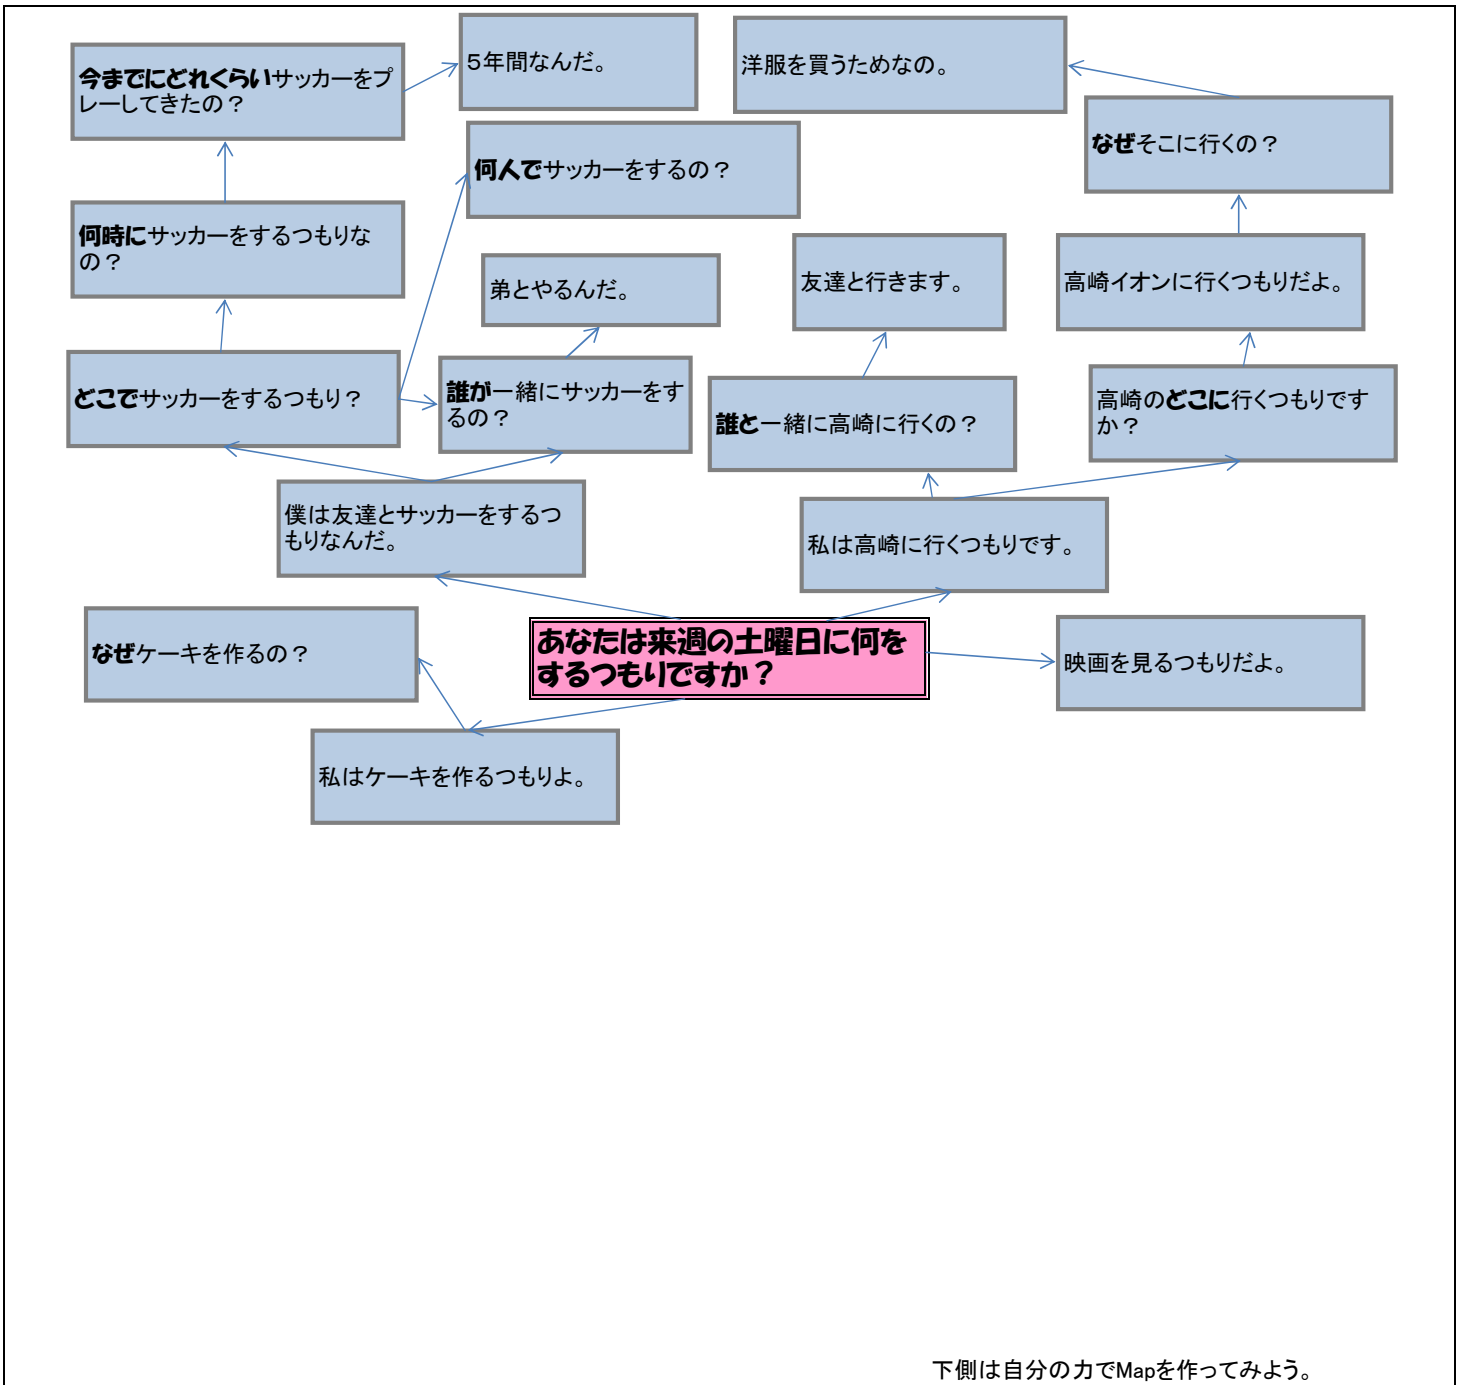 今までにどれくらいサッカーをプ
レーしてきたの？
５年間なんだ。
洋服を買うためなの。
なぜそこに行くの？
何人でサッカーをするの？
何時にサッカーをするつもりな
の？
弟とやるんだ。
友達と行きます。
高崎イオンに行くつもりだよ。
どこでサッカーをするつもり？
誰が一緒にサッカーをす
るの？
誰と一緒に高崎に行くの？
高崎のどこに行くつもりです
か？
僕は友達とサッカーをするつ
もりなんだ。
私は高崎に行くつもりです。
なぜケーキを作るの？
あなたは来週の土曜日に何を
するつもりですか？
映画を見るつもりだよ。
私はケーキを作るつもりよ。
下側は自分の力でMapを作ってみよう。